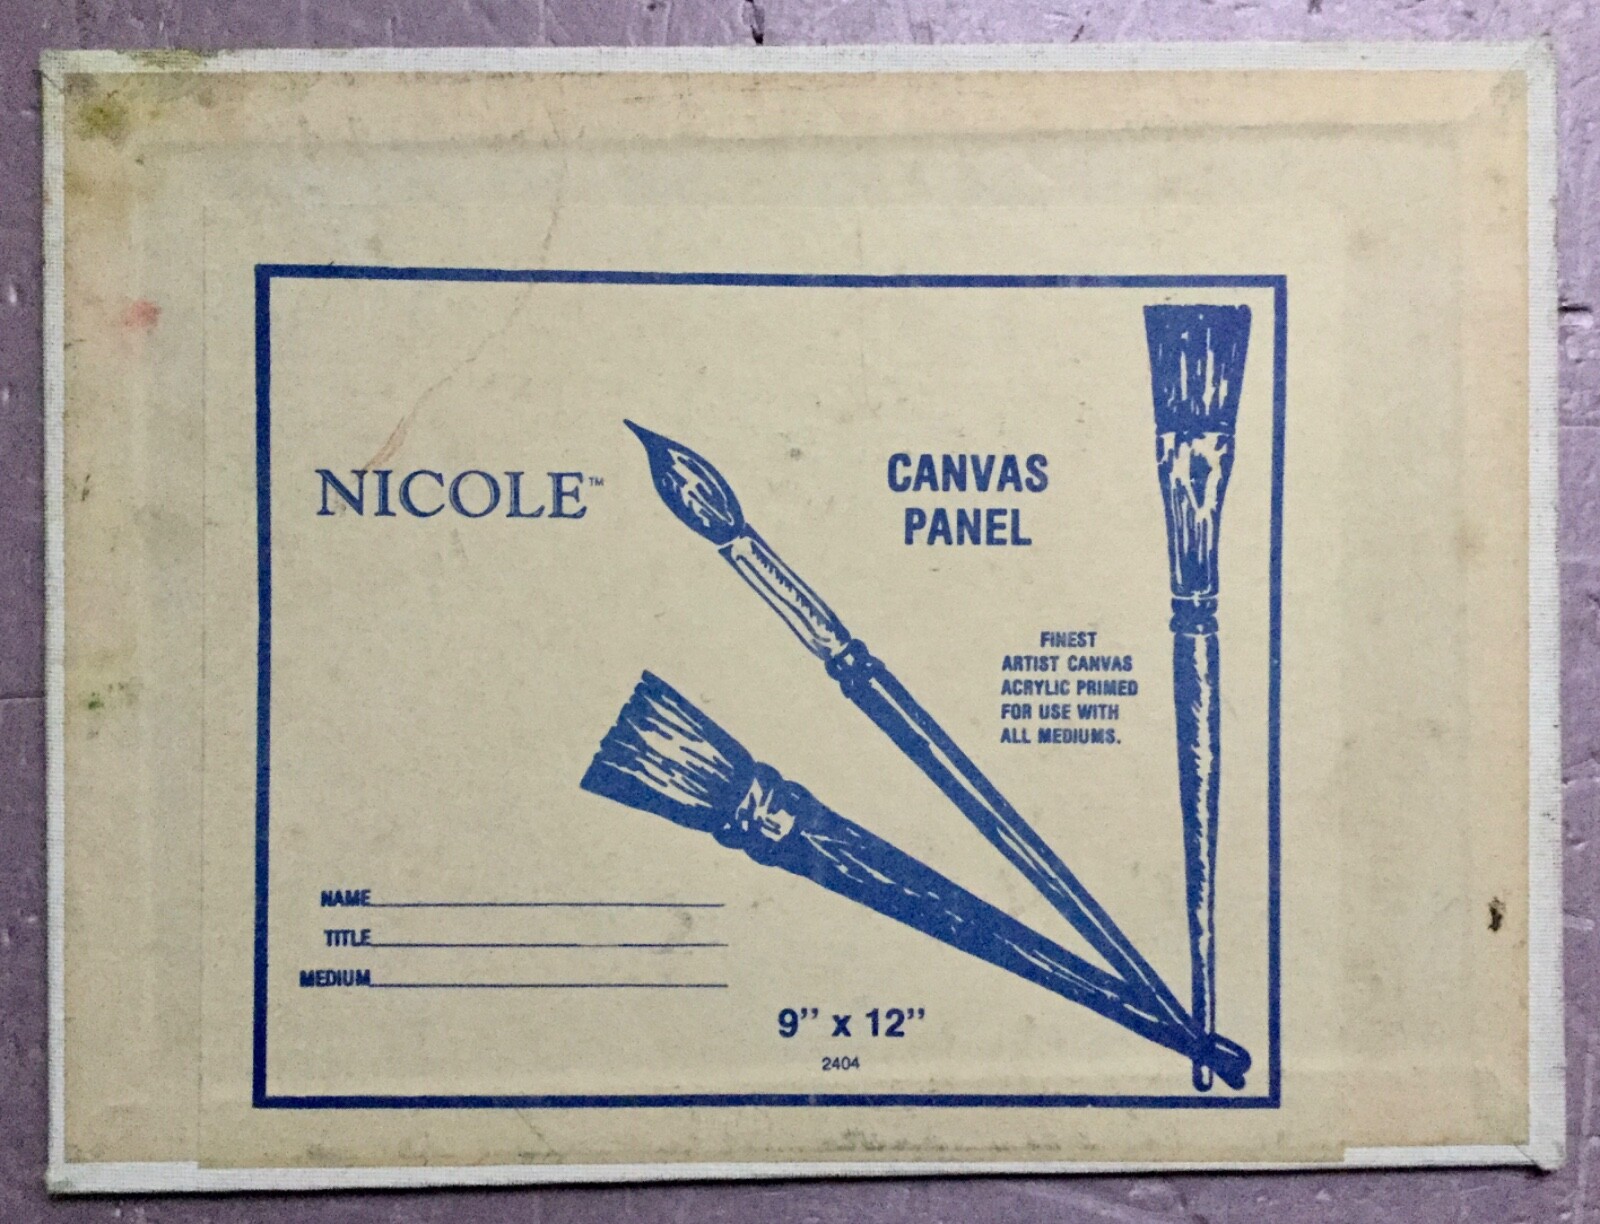 NICOLE™
CANVAS
PANEL
FINEST
ARTIST CANVAS
ACRYLIC PRIMED
FOR USE WITH
ALL MEDIUMS.
NAME
TITLE
MEDIUM
9’’ x 12’’
2404